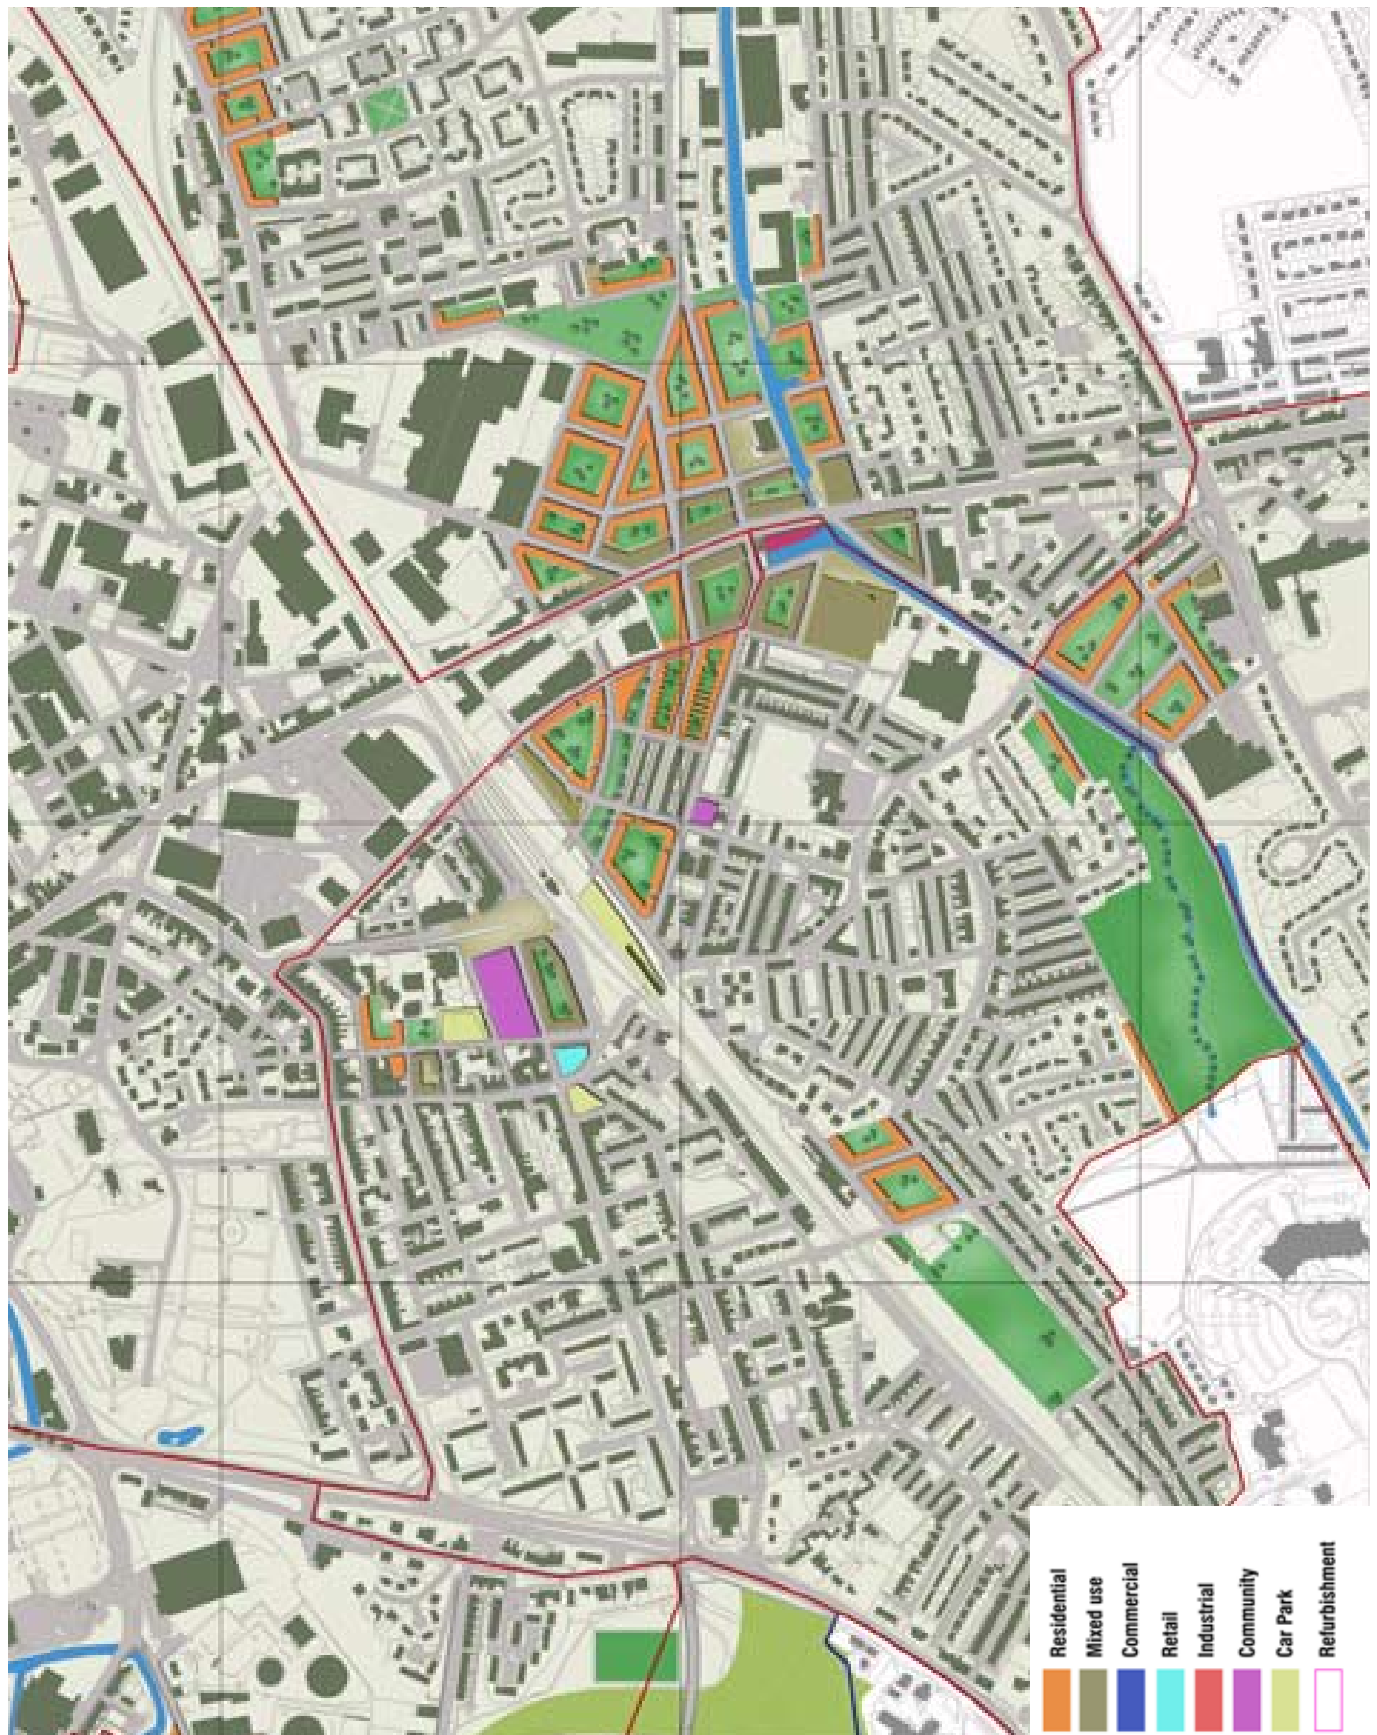 Residential
Mixed use
Commercial
Retail
Industrial
Community
Car Park
Refurbishment